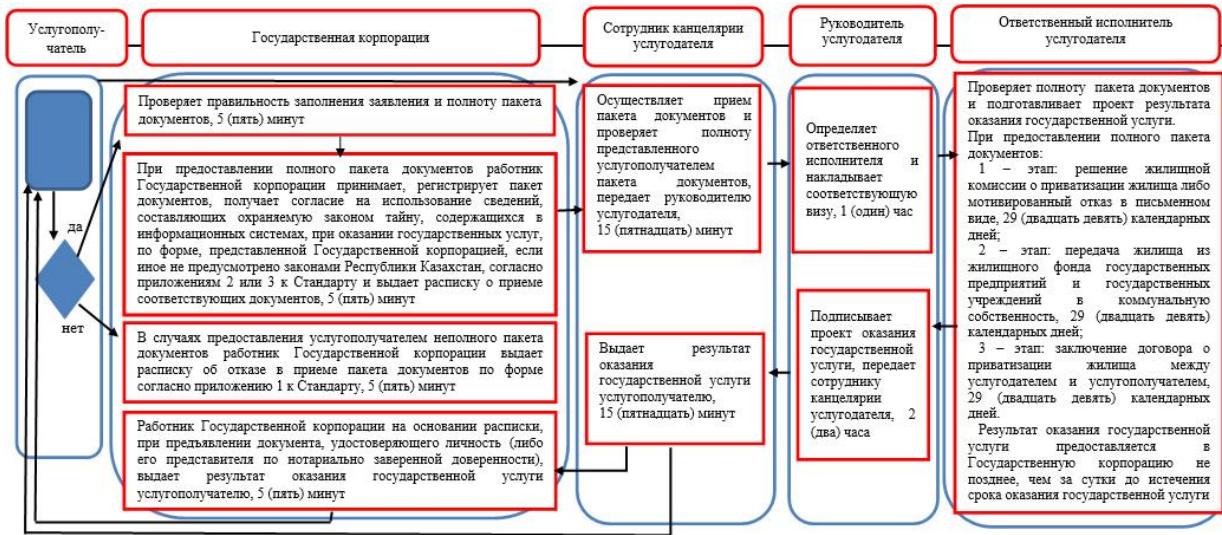 Услугополу-
чатель
Государственная корпорация
Сотрудник канцелярии
услугодателя
Руководитель
услугодателя
Ответственный исполнитель
услугодателя
да
нет
Проверяет правильность заполнения заявления и полноту пакета
документов, 5 (пять) минут
При предоставлении полного пакета документов работник
Государственной корпорации принимает, регистрирует пакет
документов, получает согласие на использование сведений,
составляющих охраняемую законом тайну, содержащихся в
информационных системах, при оказании государственных услуг,
по форме, представленной Государственной корпорацией, если
иное не предусмотрено законами Республики Казахстан, согласно
приложениям 2 или 3 к Стандарту и выдает расписку о приеме
соответствующих документов, 5 (пять) минут
В случаях предоставления услугополучателем неполного пакета
документов работник Государственной корпорации выдает
расписку об отказе в приеме пакета документов по форме
согласно приложению 1 к Стандарту, 5 (пять) минут
Работник Государственной корпорации на основании расписки,
при предъявлении документа, удостоверяющего личность (либо
его представителя по нотариально заверенной доверенности),
выдает результат оказания государственной услуги
услугополучателю, 5 (пять) минут
Осуществляет прием
пакета документов и
проверяет полноту
представленного
услугополучателем
пакета документов,
передает руководителю
услугодателя,
15 (пятнадцать) минут
Выдает результат
оказания
государственной услуги
услугополучателю,
15 (пятнадцать) минут
Определяет
ответственного
исполнителя и
накладывает
соответствующую
визу, 1 (один) час
Подписывает
проект оказания
государственной
услуги, передает
сотруднику
канцелярии
услугодателя, 2
(два) часа
Проверяет полноту пакета документов
и подготавливает проект результата
оказания государственной услуги.
При предоставлении полного пакета
документов:
1 – этап: решение жилищной
комиссии о приватизации жилища либо
мотивированный отказ в письменном
виде, 29 (двадцать девять) календарных
дней;
2 – этап: передача жилища из
жилищного фонда государственных
предприятий и государственных
учреждений в коммунальную
собственность, 29 (двадцать девять)
календарных дней;
3 – этап: заключение договора о
приватизации жилища между
услугодателем и услугополучателем,
29 (двадцать девять) календарных
дней.
Результат оказания государственной
услуги предоставляется в
Государственную корпорацию не
позднее, чем за сутки до истечения
срока оказания государственной услуги